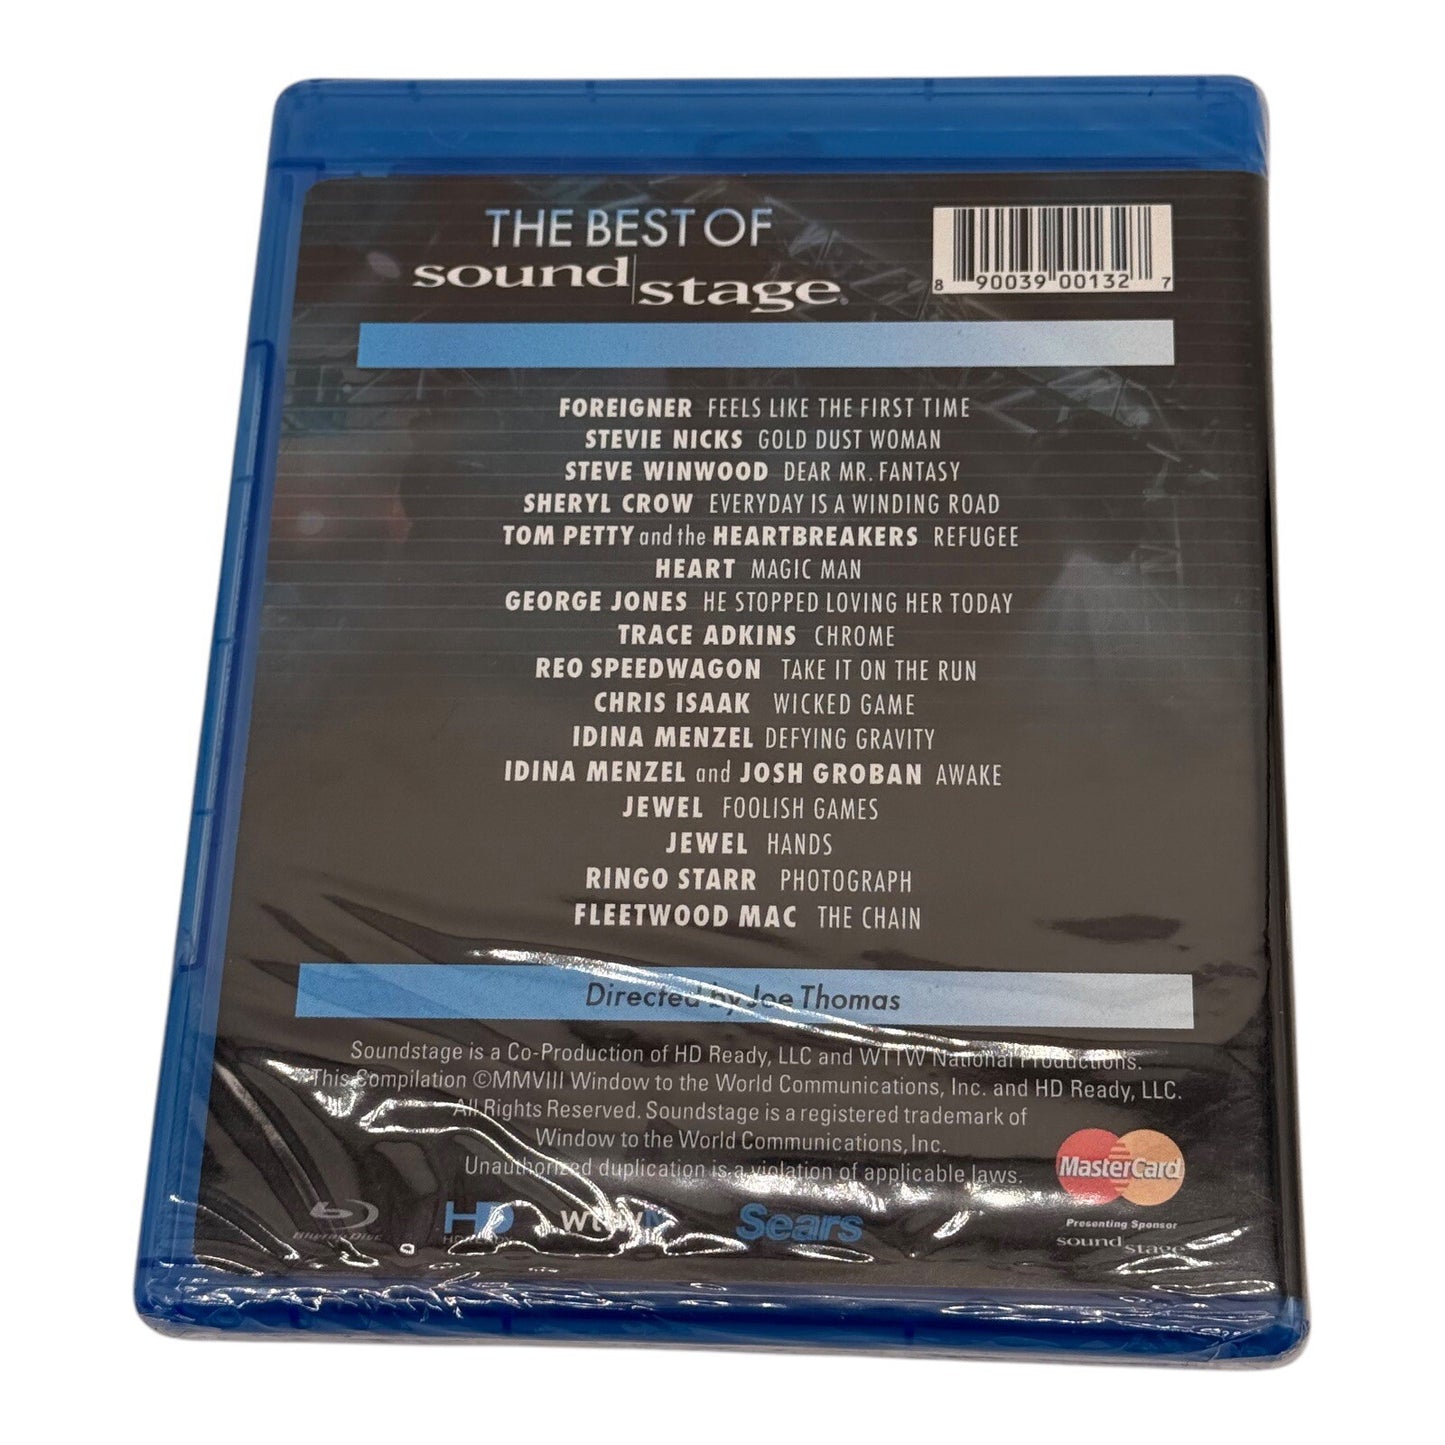 THE BEST OF
sound stage®
8 90039 00132 7
FOREIGNER FEELS LIKE THE FIRST TIME
STEVIE NICKS GOLD DUST WOMAN
STEVE WINWOOD DEAR MR. FANTASY
SHERYL CROW EVERYDAY IS A WINDING ROAD
TOM PETTY and the HEARTBREAKERS REFUGEE
HEART MAGIC MAN
GEORGE JONES HE STOPPED LOVING HER TODAY
TRACE ADKINS CHROME
REO SPEEDWAGON TAKE IT ON THE RUN
CHRIS ISAAK WICKED GAME
IDINA MENZEL DEFYING GRAVITY
IDINA MENZEL and JOSH GROBAN AWAKE
JEWEL FOOLISH GAMES
JEWEL HANDS
RINGO STARR PHOTOGRAPH
FLEETWOOD MAC THE CHAIN
Directed by Joe Thomas
Soundstage is a Co-Production of HD Ready, LLC and WTTW National Productions.
This Compilation ©MMVIII Window to the World Communications, Inc. and HD Ready, LLC.
All Rights Reserved. Soundstage is a registered trademark of
Window to the World Communications, Inc.
Unauthorized duplication is a violation of applicable laws.
MasterCard
Presenting Sponsor
sound stage
Blu-ray Disc
HD
wttw
Sears